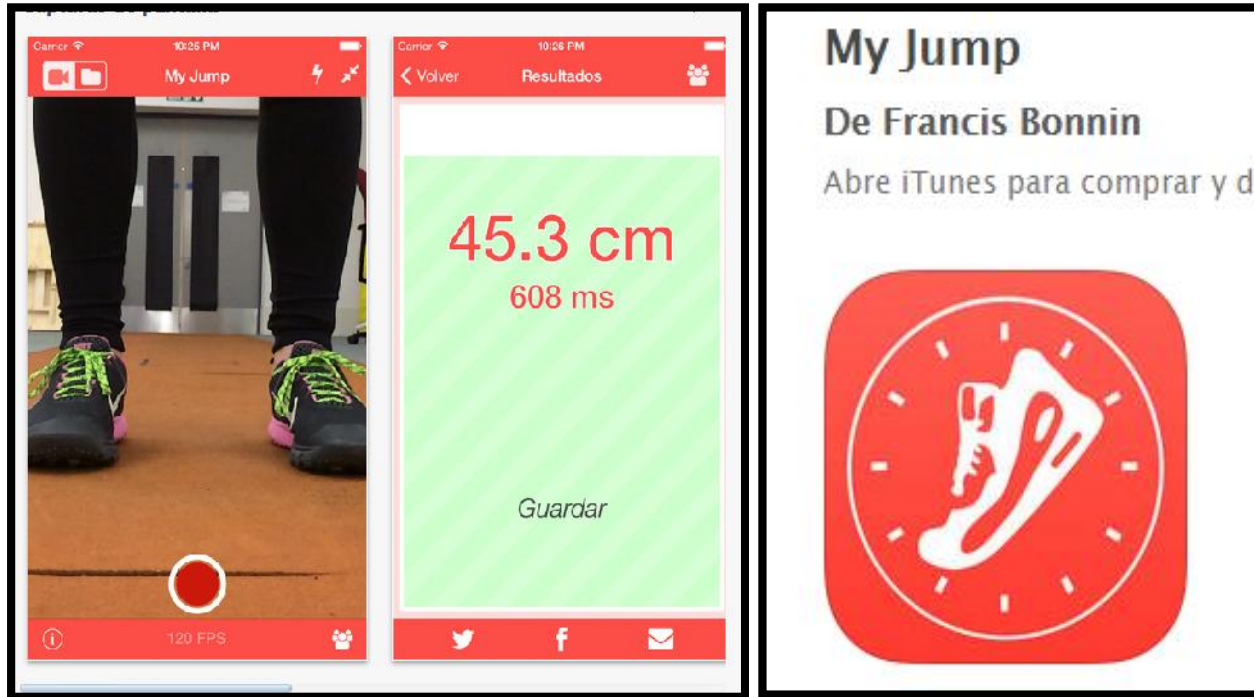 Carrier 10:25 PM
My Jump
120 FPS
Carrier 10:26 PM
Volver Resultados
45.3 cm
608 ms
Guardar
My Jump
De Francis Bonnin
Abre iTunes para comprar y d